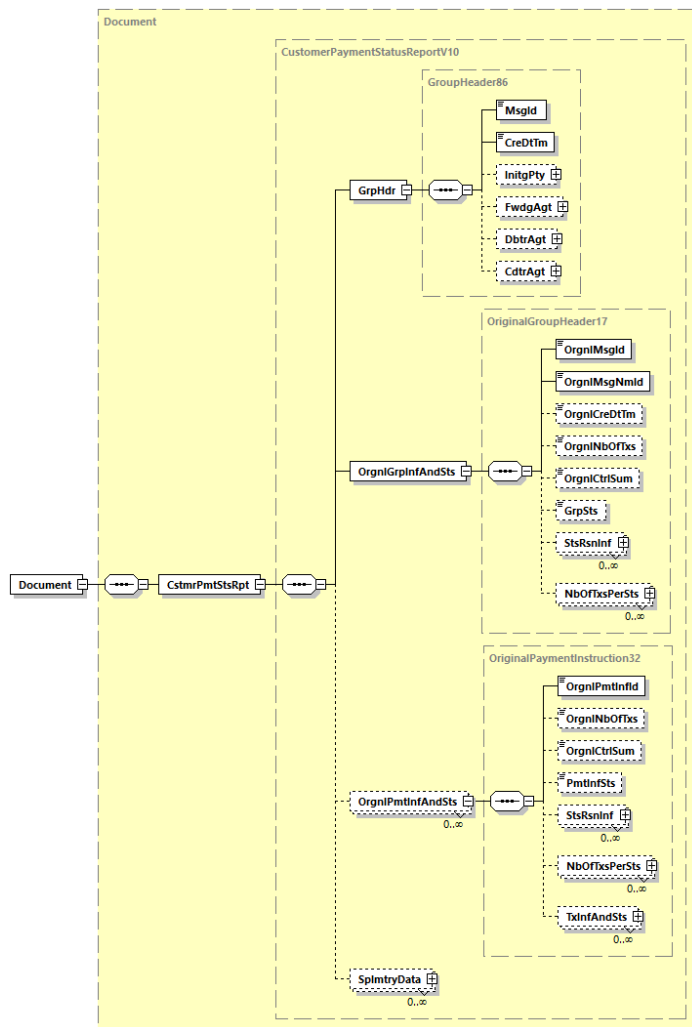 Document
CustomerPaymentStatusReportV10
GroupHeader86
MsgId
CreDtTm
GrpHdr
InitgPty
FwdgAgt
DbtrAgt
CdtrAgt
OriginalGroupHeader17
OrgnlMsgId
OrgnlMsgNmId
OrgnlCreDtTm
OrgnlNbOfTxs
OrgnlGrpInfAndSts
OrgnlCtrlSum
GrpSts
StsRsnInf
0..∞
Document
CstmrPmtStsRpt
NbOfTxsPerSts
0..∞
OriginalPaymentInstruction32
OrgnlPmtInfId
OrgnlNbOfTxs
OrgnlCtrlSum
PmtInfSts
OrgnlPmtInfAndSts
0..∞
StsRsnInf
0..∞
NbOfTxsPerSts
0..∞
TxInfAndSts
0..∞
SplmtryData
0..∞